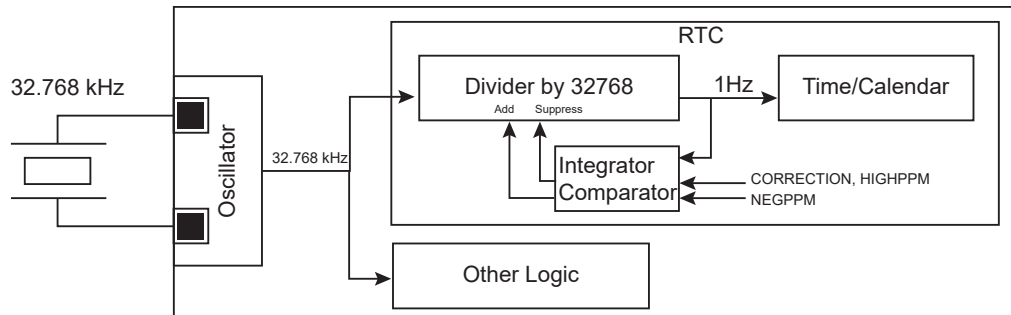 RTC
32.768 kHz
Oscillator
32.768 kHz
Divider by 32768
Add Suppress
1Hz
Time/Calendar
Integrator
Comparator
CORRECTION, HIGHPPM
NEGPPM
Other Logic